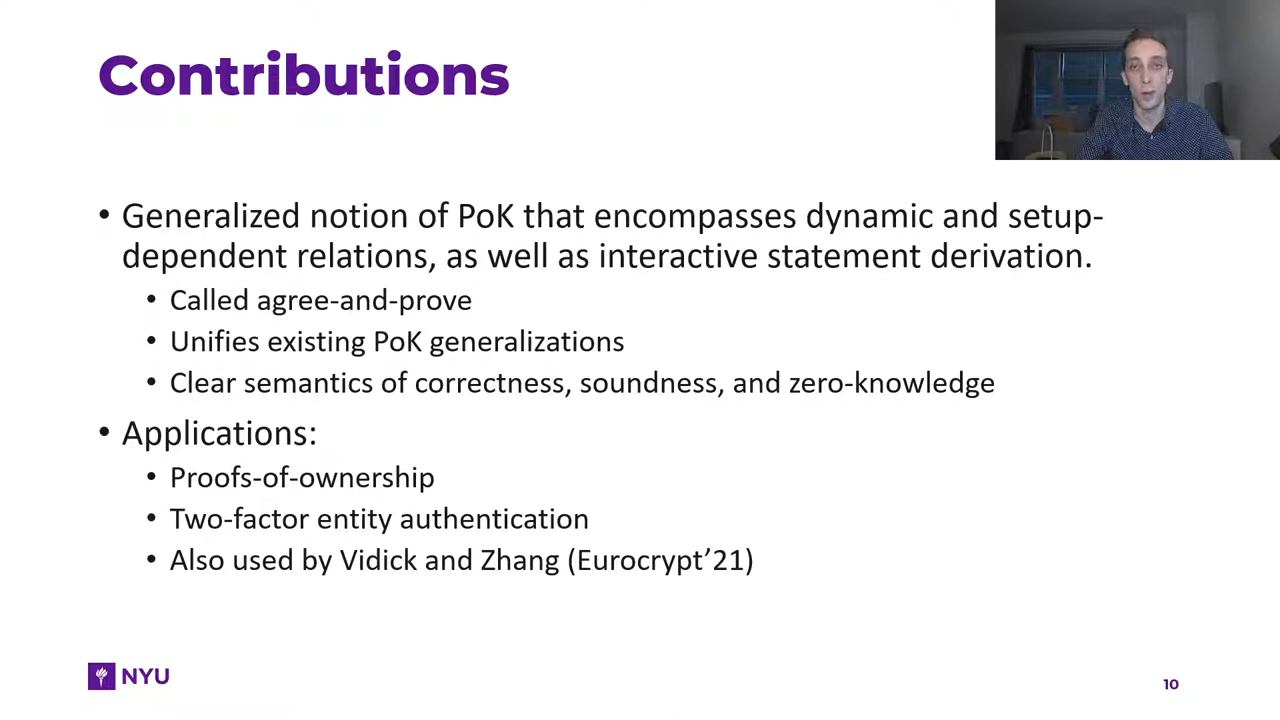 Contributions
• Generalized notion of PoK that encompasses dynamic and setup-
dependent relations, as well as interactive statement derivation.
• Called agree-and-prove
• Unifies existing PoK generalizations
• Clear semantics of correctness, soundness, and zero-knowledge
• Applications:
• Proofs-of-ownership
• Two-factor entity authentication
• Also used by Vidick and Zhang (Eurocrypt’21)
NYU
10